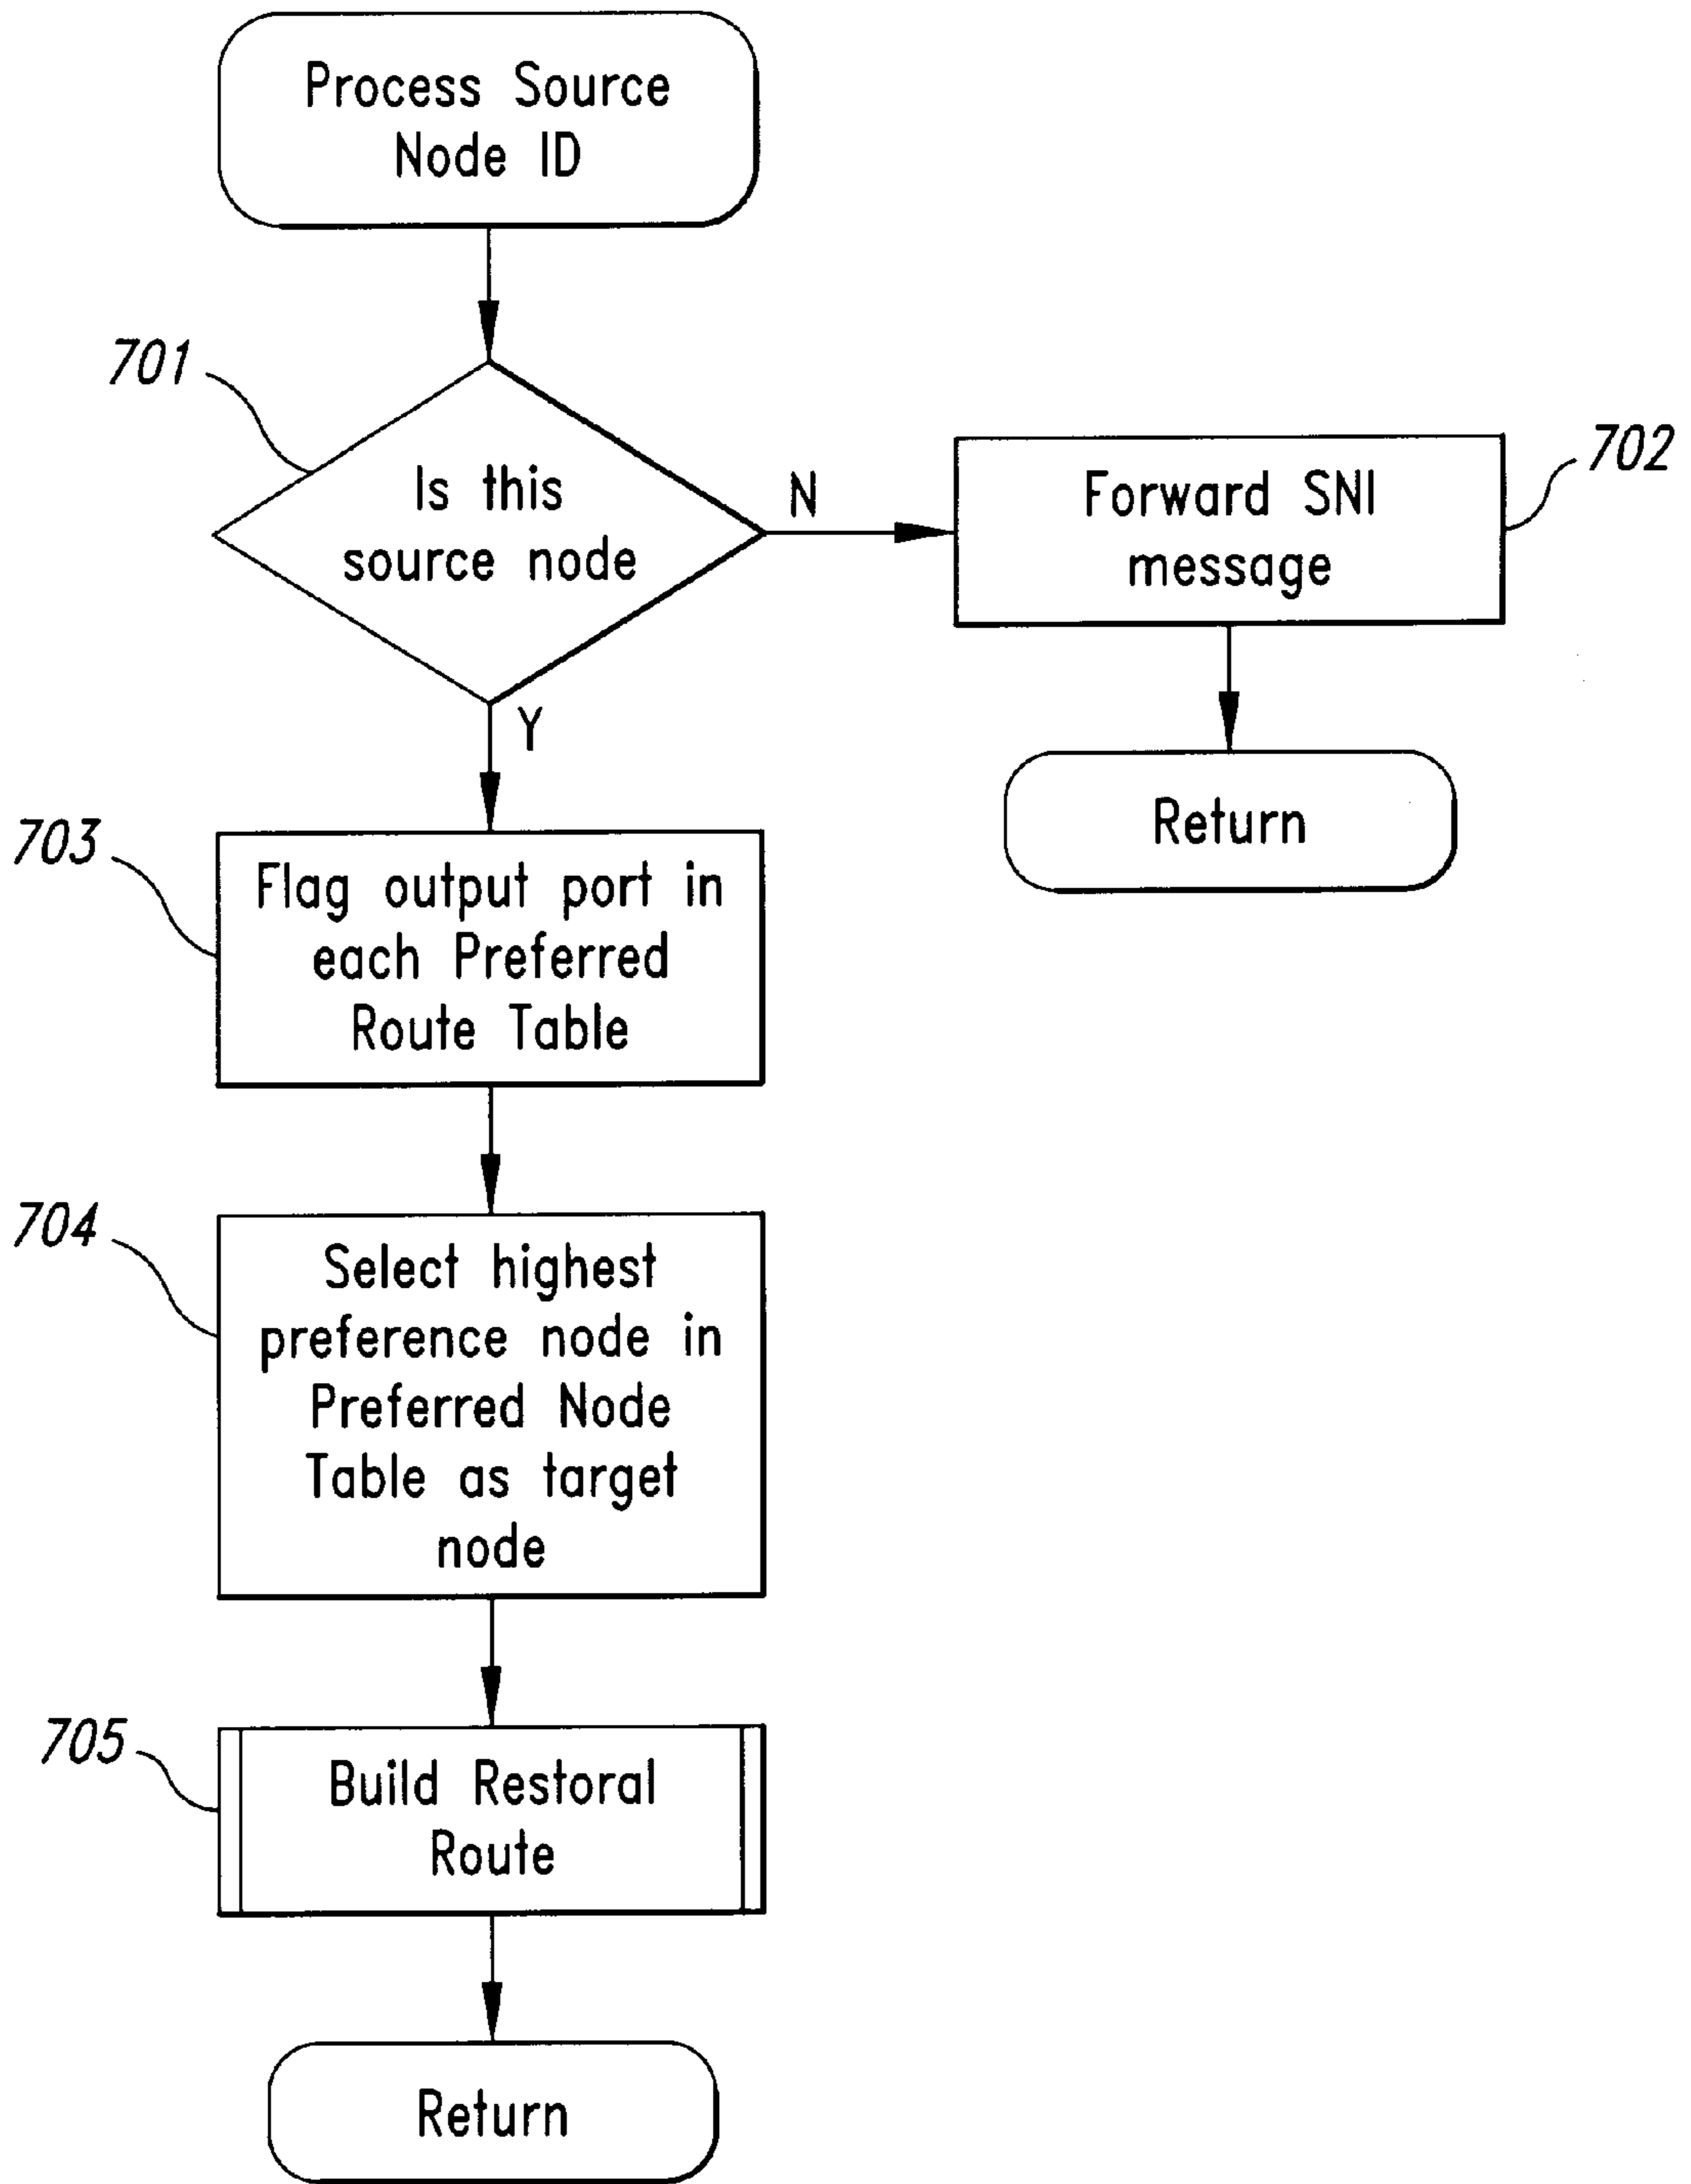 Process Source
Node ID
701
Is this
source node
N
Forward SNI
message
702
Y
Return
703
Flag output port in
each Preferred
Route Table
704
Select highest
preference node in
Preferred Node
Table as target
node
705
Build Restoral
Route
Return